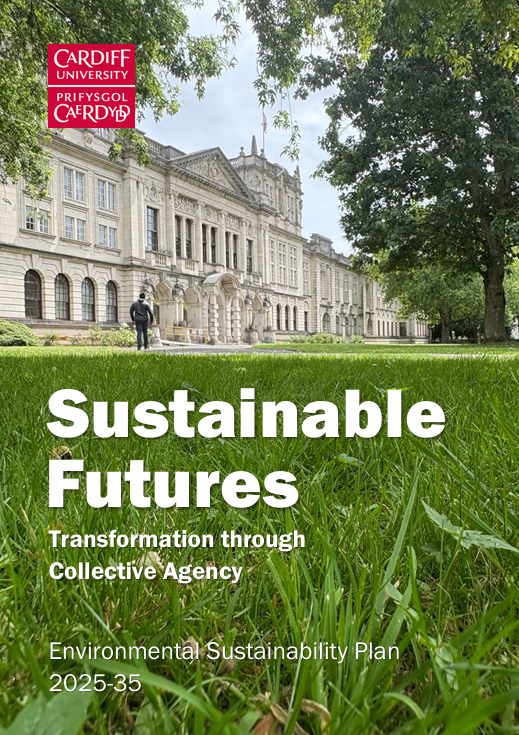 CARDIFF
UNIVERSITY
PRIFYSGOL
CAERDYDD
Sustainable
Futures
Transformation through
Collective Agency
Environmental Sustainability Plan
2025-35